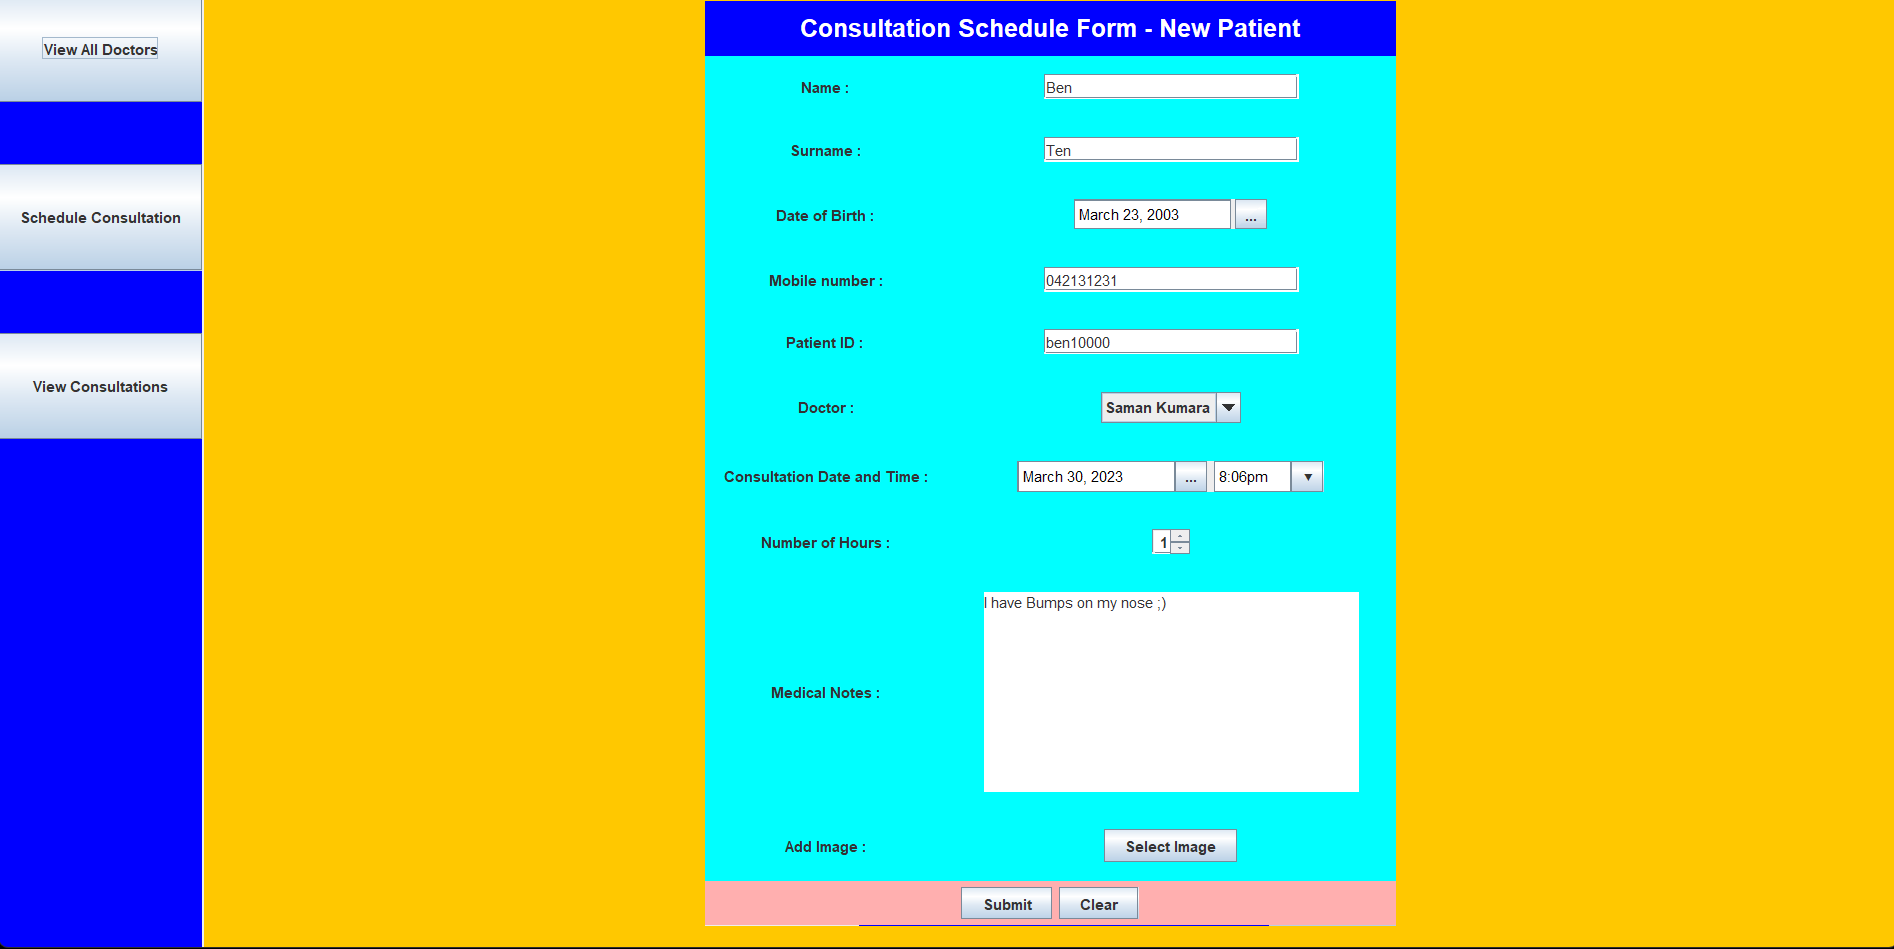 View All Doctors
Schedule Consultation
View Consultations
Consultation Schedule Form - New Patient
Name : Ben
Surname : Ten
Date of Birth : March 23, 2003 ...
Mobile number : 042131231
Patient ID : ben10000
Doctor : Saman Kumara
Consultation Date and Time : March 30, 2023 ... 8:06pm
Number of Hours : 1
Medical Notes : I have Bumps on my nose ;)
Add Image : Select Image
Submit Clear